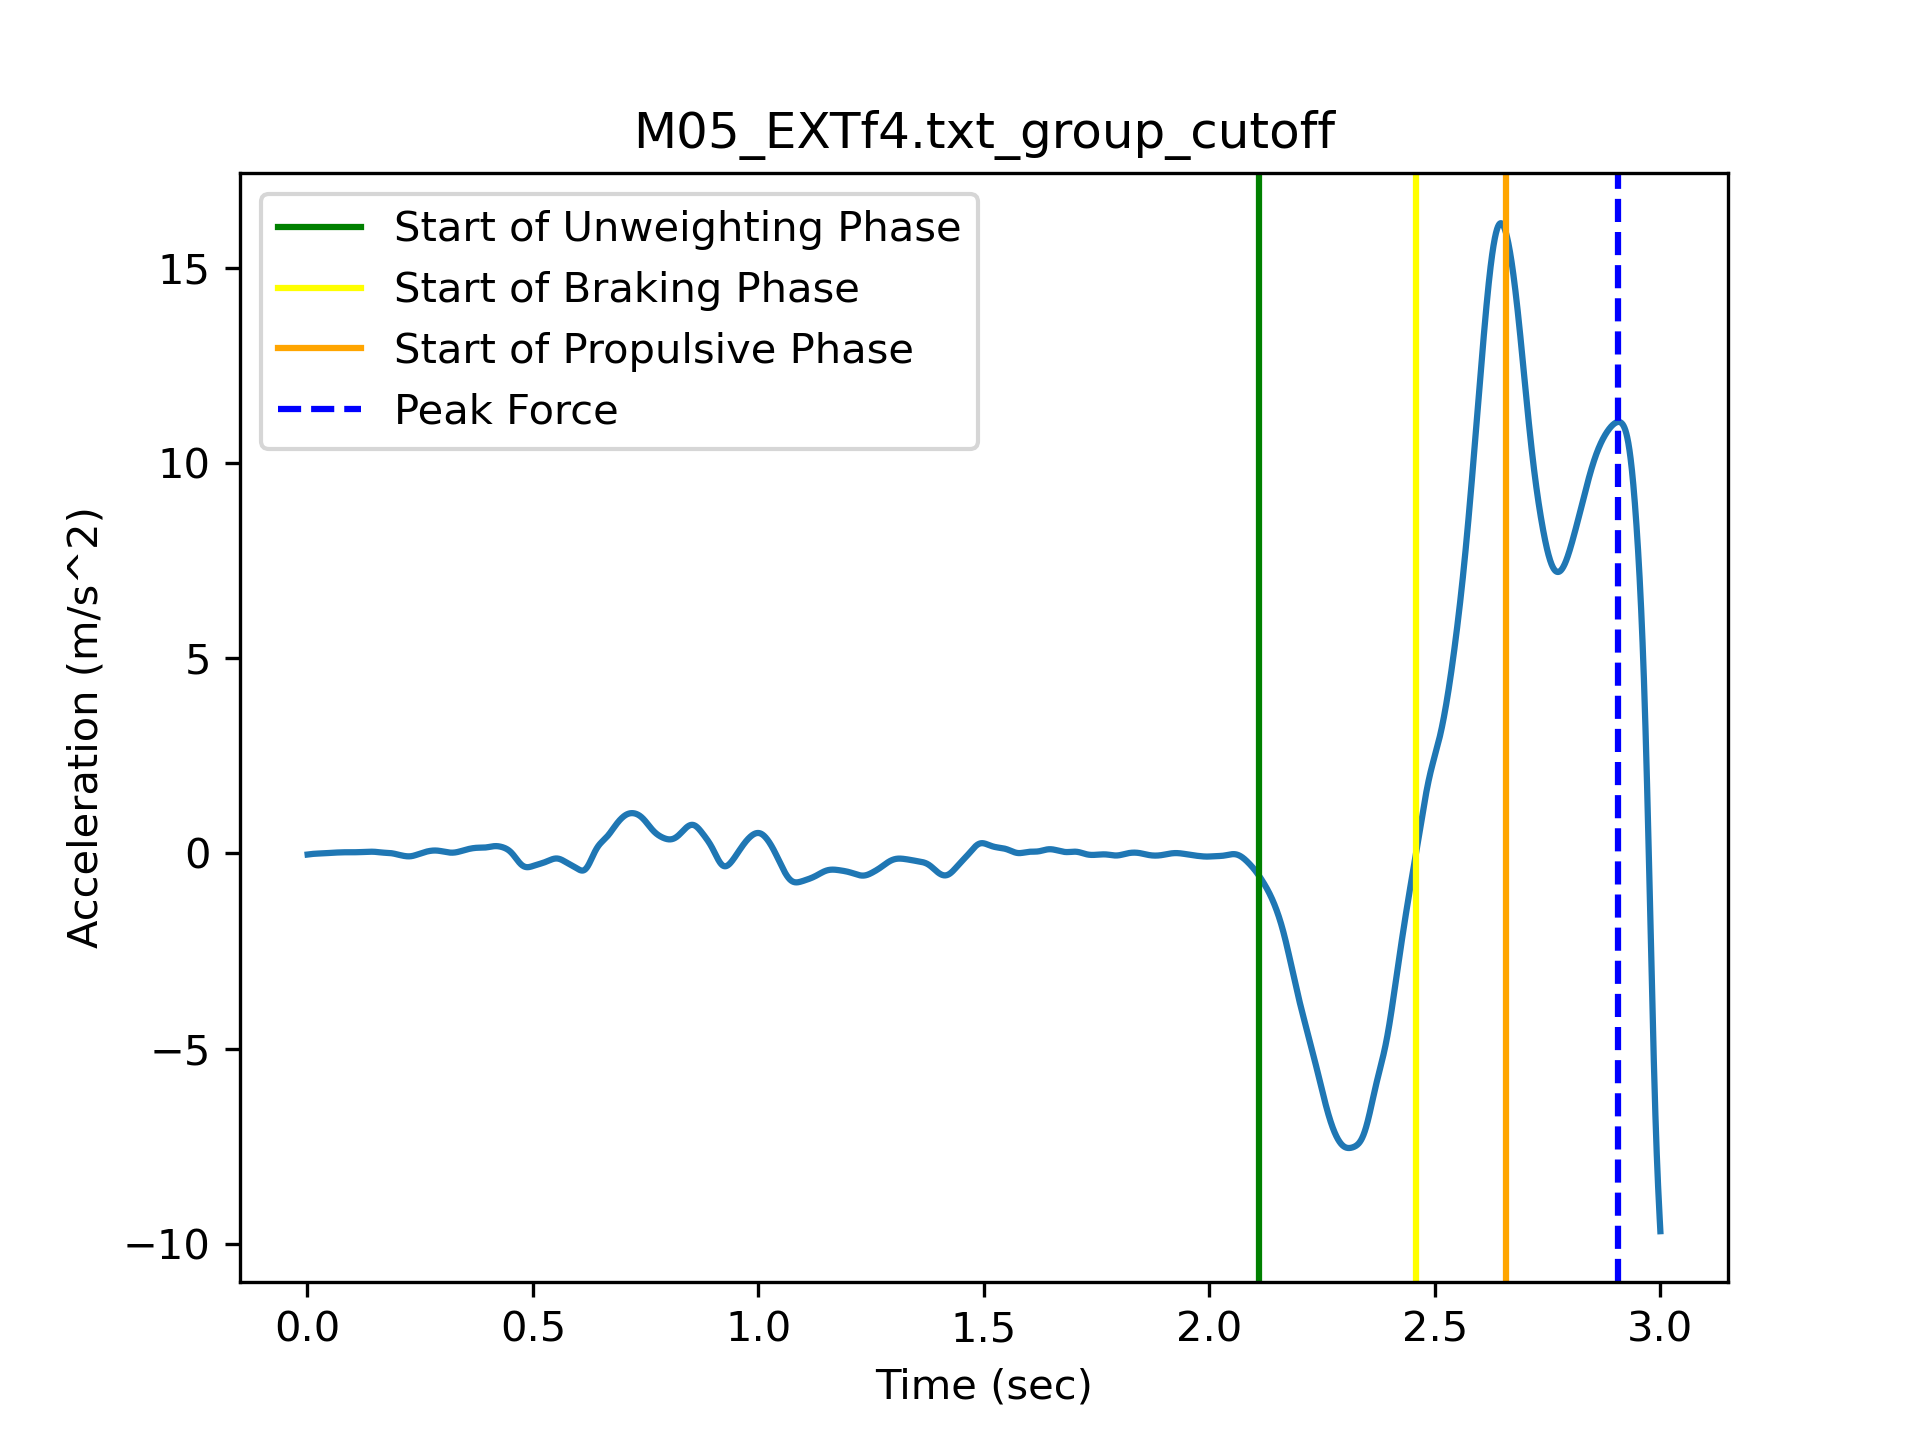 M05_EXTf4.txt_group_cutoff
Start of Unweighting Phase
Start of Braking Phase
Start of Propulsive Phase
Peak Force
Acceleration (m/s^2)
15
10
5
0
−5
−10
0.0 0.5 1.0 1.5 2.0 2.5 3.0
Time (sec)